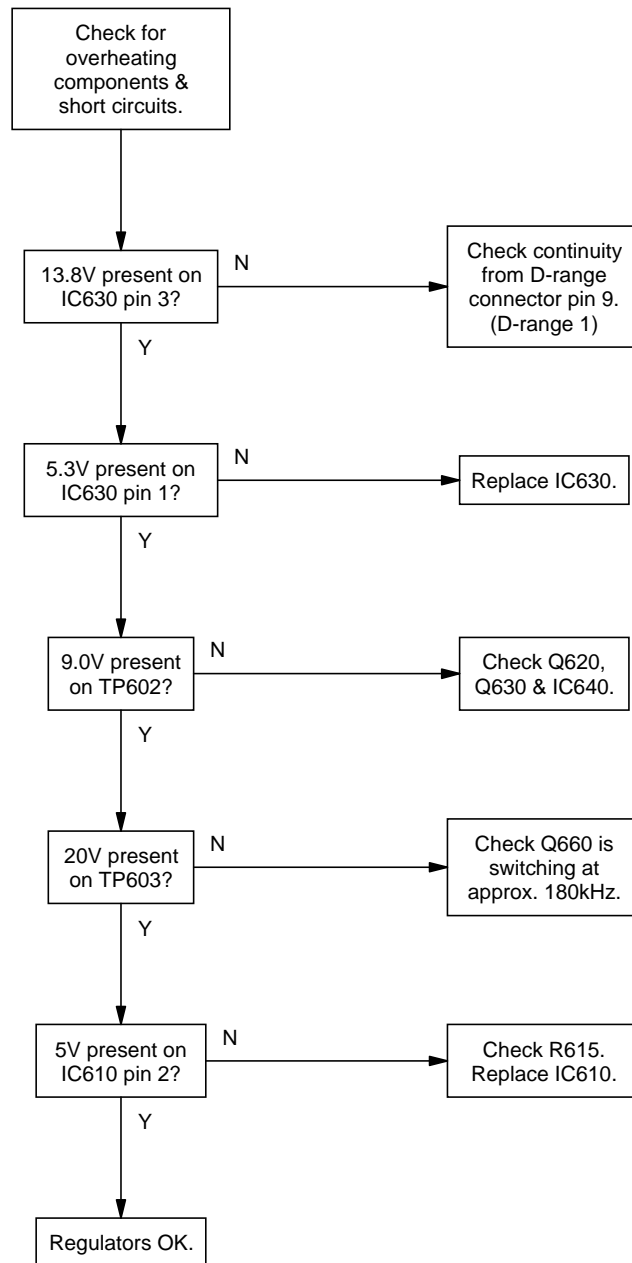 Check for
overheating
components &
short circuits.
13.8V present on
IC630 pin 3?
N
Check continuity
from D-range
connector pin 9.
(D-range 1)
Y
5.3V present on
IC630 pin 1?
N
Replace IC630.
Y
9.0V present
on TP602?
N
Check Q620,
Q630 & IC640.
Y
20V present
on TP603?
N
Check Q660 is
switching at
approx. 180kHz.
Y
5V present on
IC610 pin 2?
N
Check R615.
Replace IC610.
Y
Regulators OK.